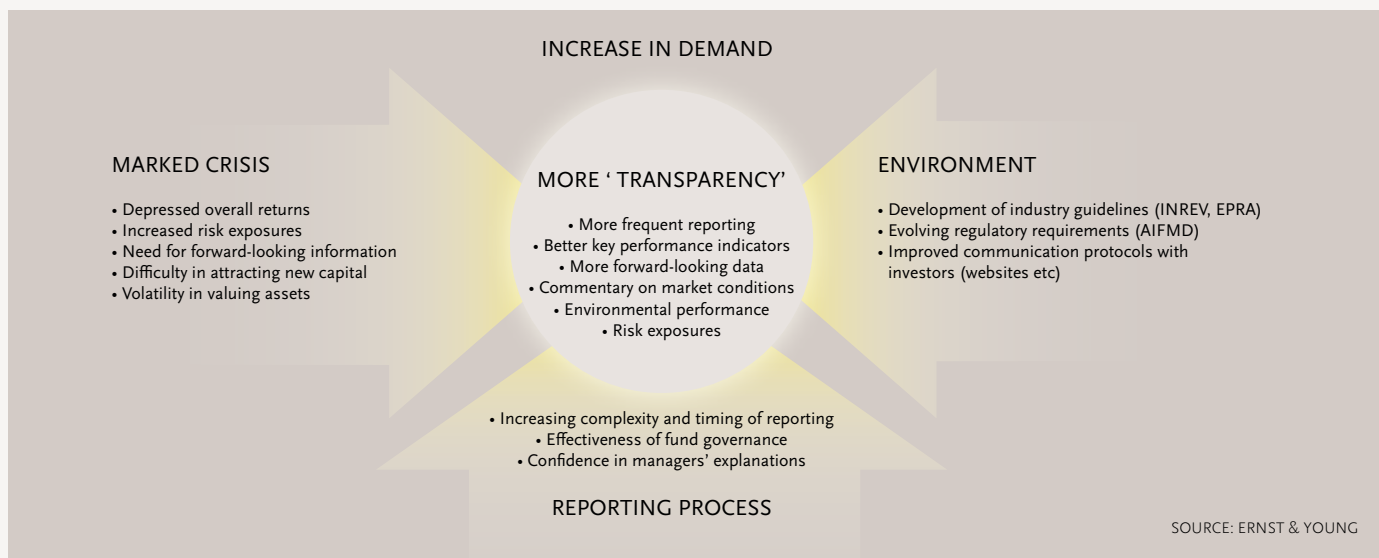 INCREASE IN DEMAND
MARKED CRISIS
• Depressed overall returns
• Increased risk exposures
• Need for forward-looking information
• Difficulty in attracting new capital
• Volatility in valuing assets
MORE ‘ TRANSPARENCY’
• More frequent reporting
• Better key performance indicators
• More forward-looking data
• Commentary on market conditions
• Environmental performance
• Risk exposures
ENVIRONMENT
• Development of industry guidelines (INREV, EPRA)
• Evolving regulatory requirements (AIFMD)
• Improved communication protocols with
investors (websites etc)
• Increasing complexity and timing of reporting
• Effectiveness of fund governance
• Confidence in managers’ explanations
REPORTING PROCESS
SOURCE: ERNST & YOUNG